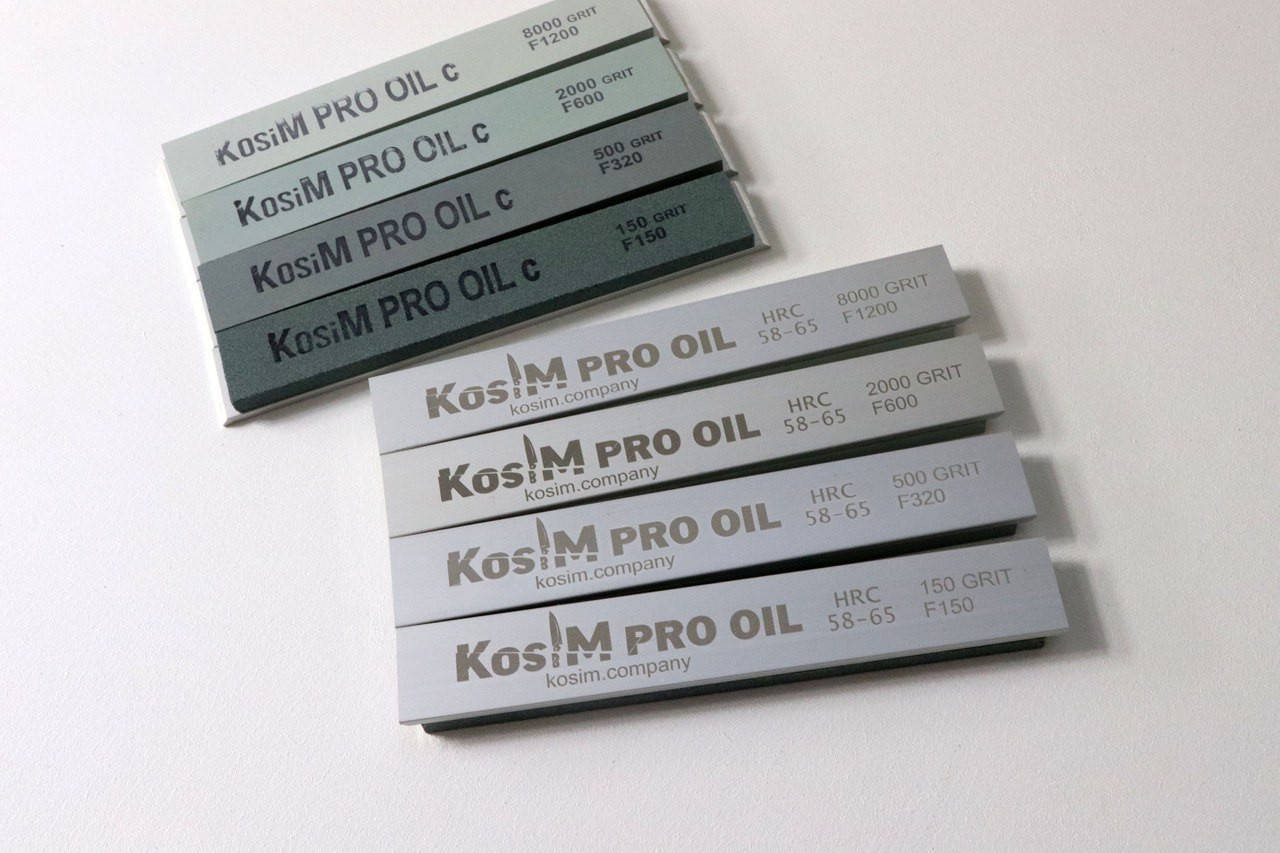 KosiM PRO OIL c
8000 GRIT
F1200
KosiM PRO OIL c
2000 GRIT
F600
KosiM PRO OIL c
500 GRIT
F320
KosiM PRO OIL c
150 GRIT
F150
KosiM PRO OIL
kosim.company
HRC
58-65
8000 GRIT
F1200
KosiM PRO OIL
kosim.company
HRC
58-65
2000 GRIT
F600
KosiM PRO OIL
kosim.company
HRC
58-65
500 GRIT
F320
KosiM PRO OIL
kosim.company
HRC
58-65
150 GRIT
F150